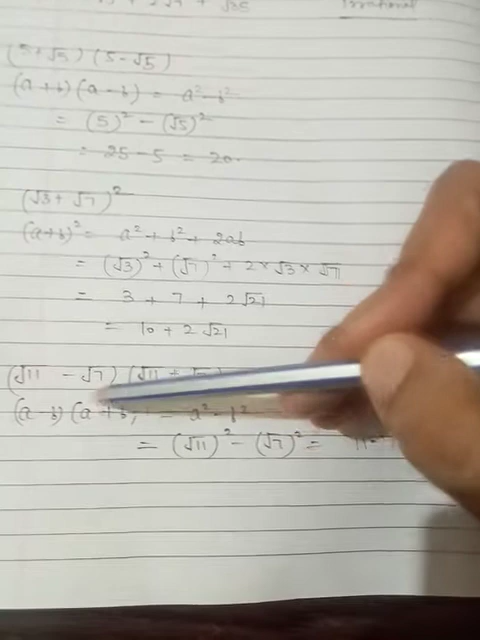 + √25 Irrational
(5+√5) (5-√5)
(a+b) (a-b) = a²-b²
= (5)² - (√5)²
= 25 - 5 = 20.
(√3 + √7)²
(a+b)² = a² + b² + 2ab
= (√3)² + (√7)² + 2×√3×√7
= 3 + 7 + 2√21
= 10 + 2√21
(√11 - √7) (√11 +
(a-b) (a+b) = a²-b²
= (√11)² - (√7)² =